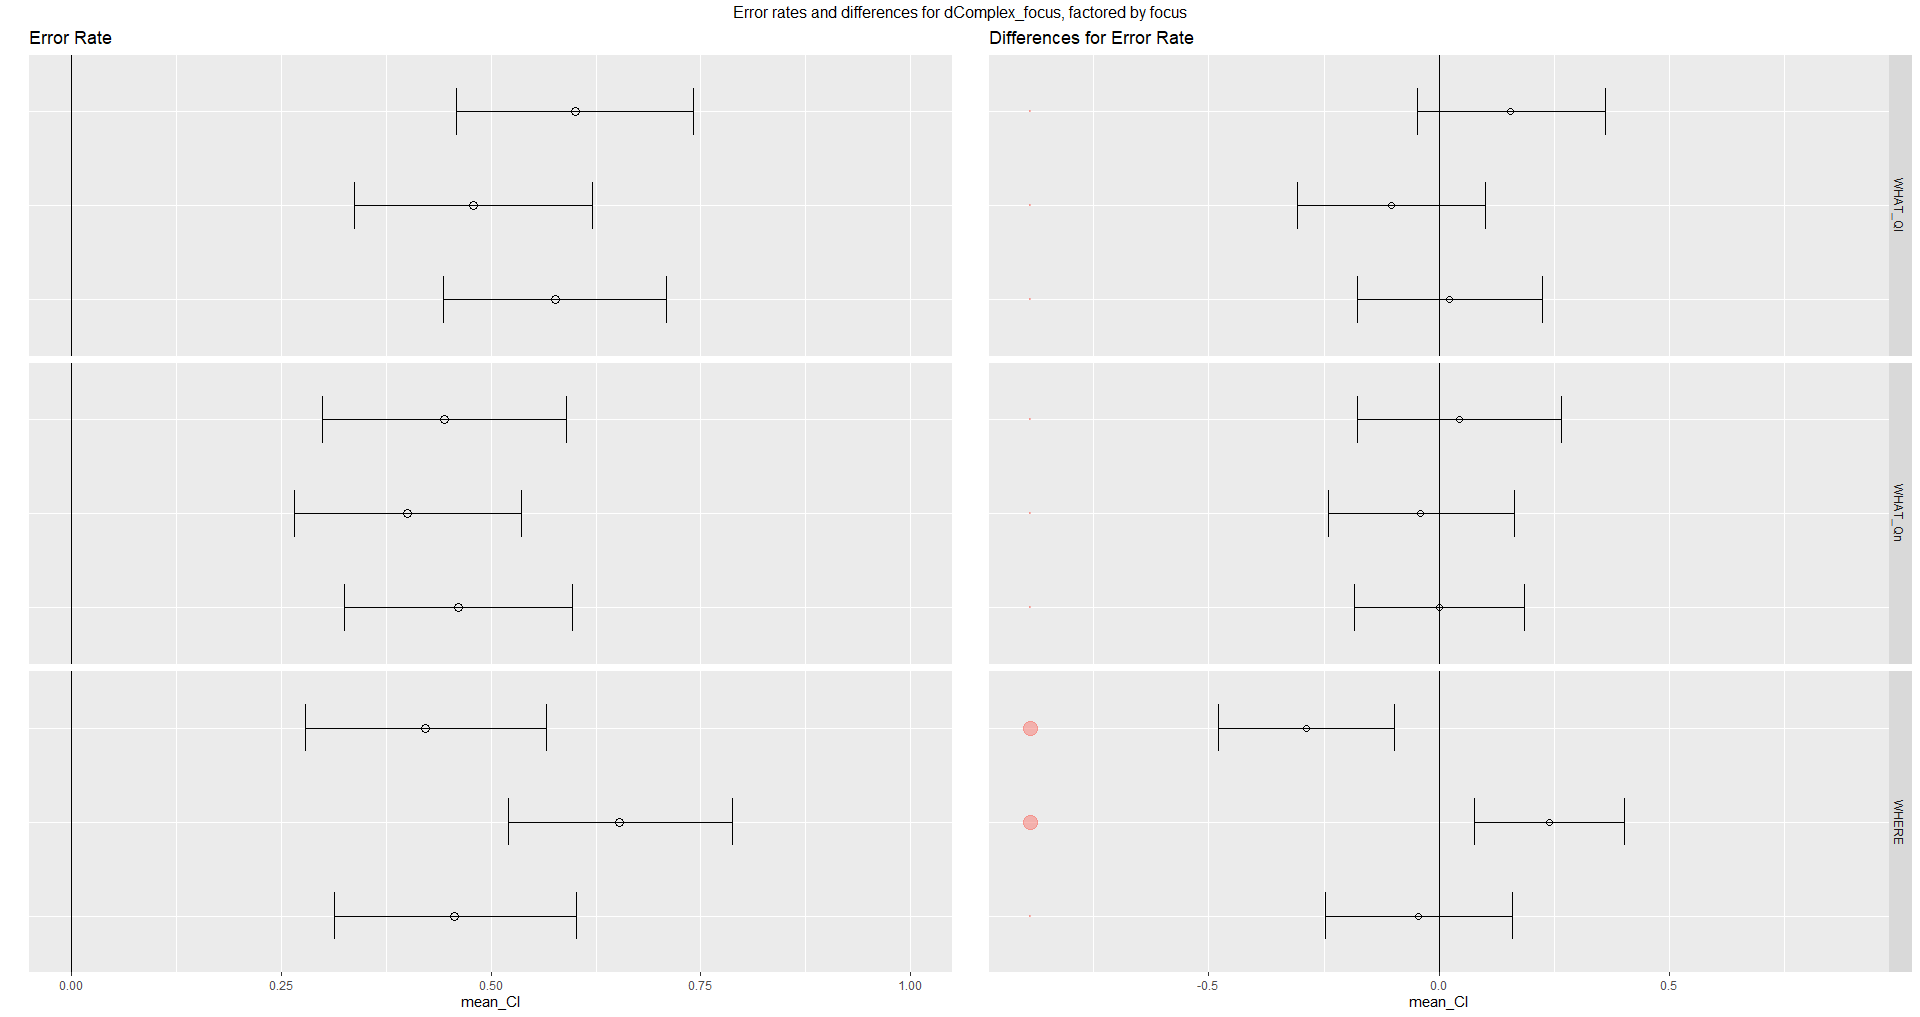 Error rates and differences for dComplex_focus, factored by focus
Error Rate
Differences for Error Rate
WHAT_Ql
WHAT_Qn
WHERE
0.00 0.25 0.50 0.75 1.00
mean_CI
-0.5 0.0 0.5
mean_CI